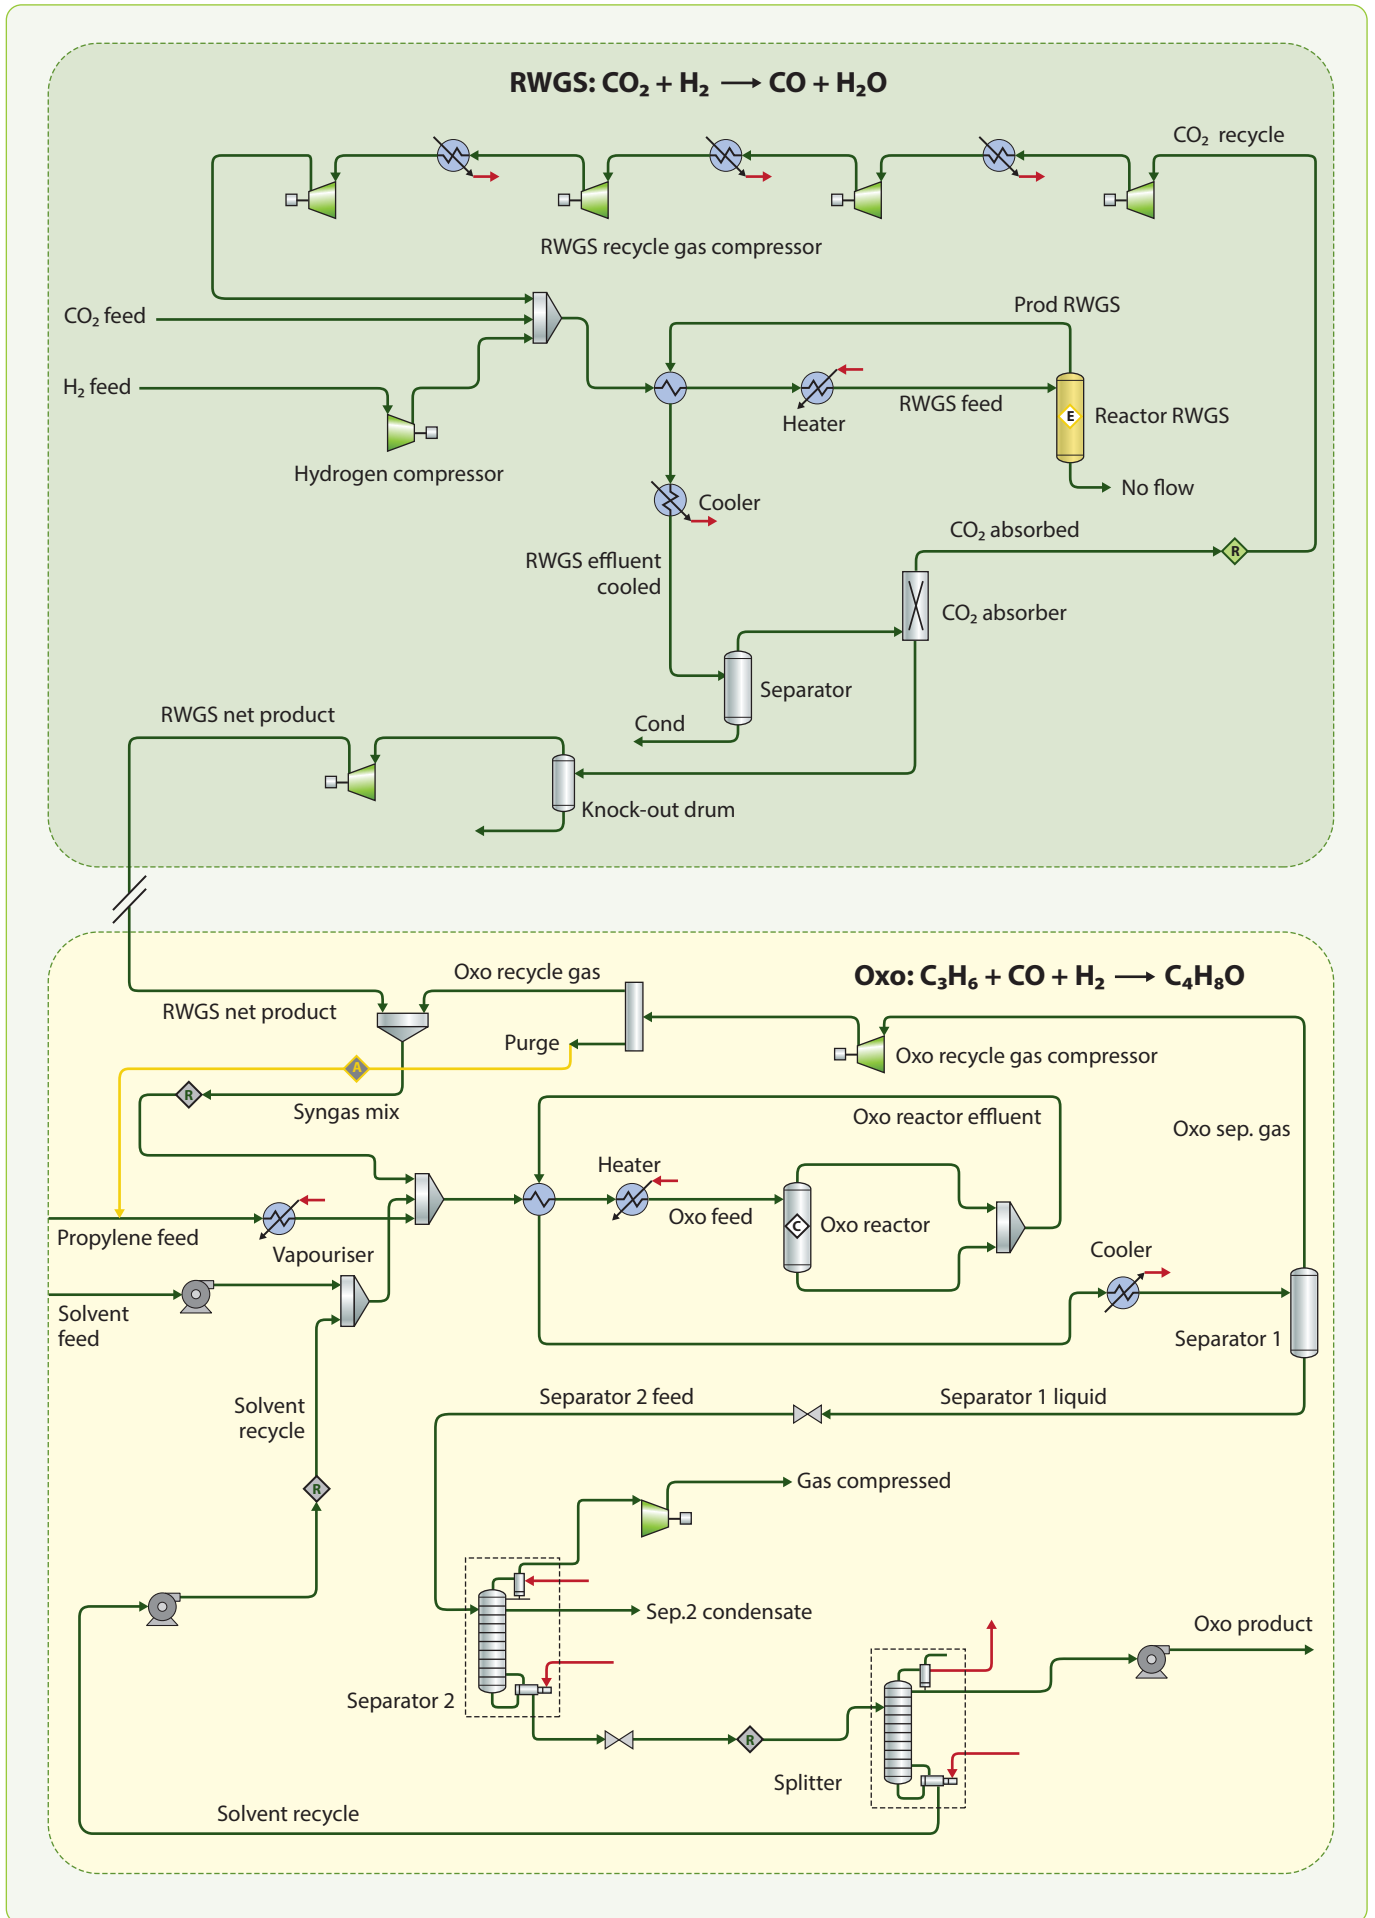 RWGS: CO₂ + H₂ ⟶ CO + H₂O
CO₂ recycle
RWGS recycle gas compressor
CO₂ feed
Prod RWGS
H₂ feed
RWGS feed
Heater
E
Reactor RWGS
Hydrogen compressor
No flow
Cooler
CO₂ absorbed
R
RWGS effluent
cooled
CO₂ absorber
Separator
RWGS net product
Cond
Knock-out drum
Oxo recycle gas
Oxo: C₃H₆ + CO + H₂ ⟶ C₄H₈O
RWGS net product
Purge
Oxo recycle gas compressor
A
R
Syngas mix
Oxo reactor effluent
Oxo sep. gas
Heater
Oxo feed
C
Oxo reactor
Propylene feed
Vapouriser
Cooler
Solvent
feed
Separator 1
Separator 2 feed
Separator 1 liquid
Solvent
recycle
R
Gas compressed
Sep.2 condensate
Oxo product
Separator 2
R
Splitter
Solvent recycle